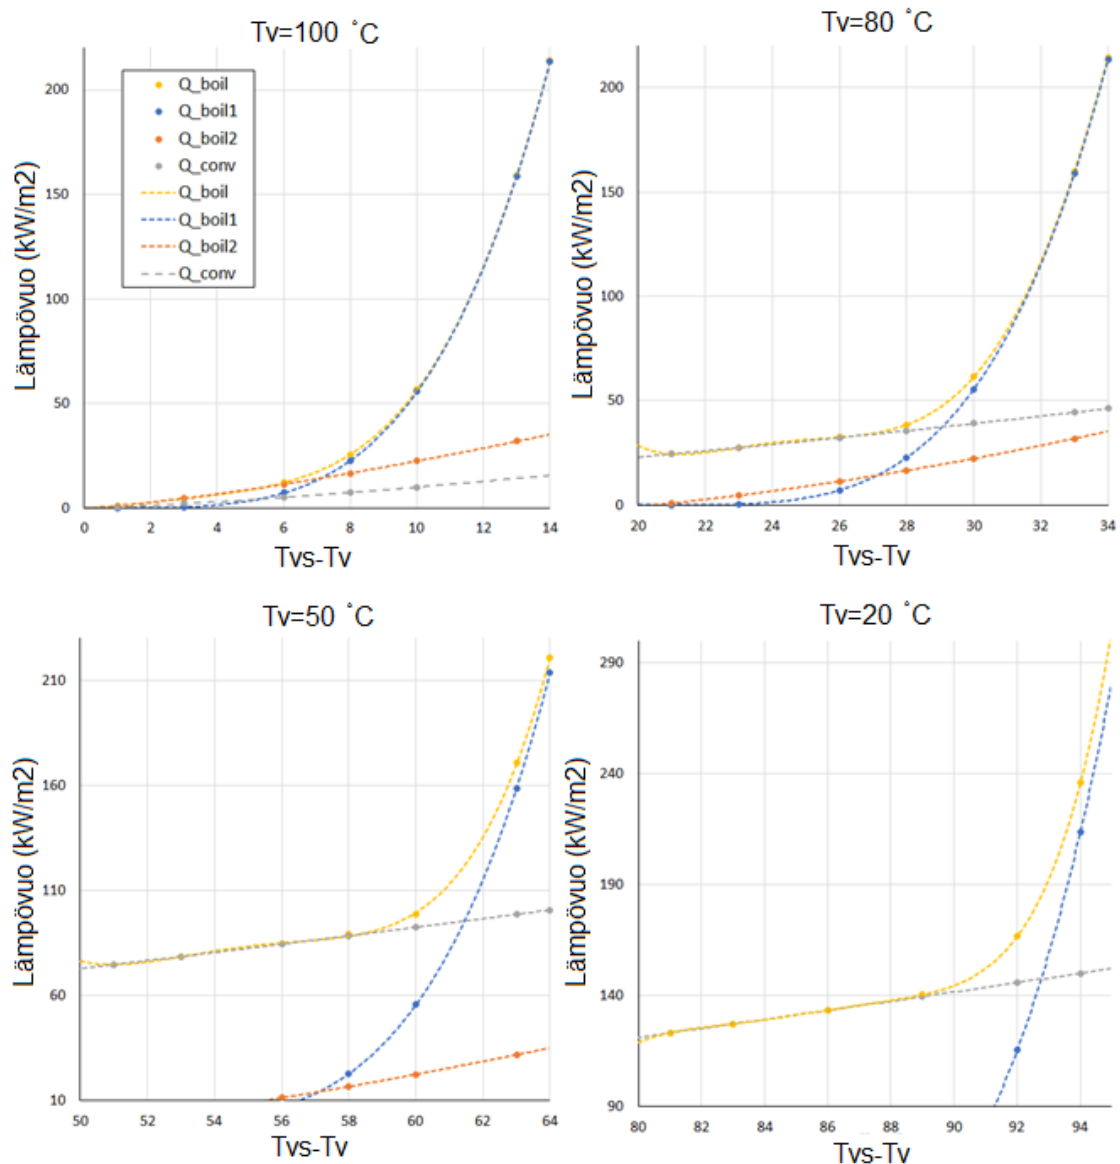 Tv=100 ˚C
Lämpövuo (kW/m2)
200
150
100
50
0
Q_boil
Q_boil1
Q_boil2
Q_conv
Q_boil
Q_boil1
Q_boil2
Q_conv
0 2 4 6 8 10 12 14
Tvs-Tv
Tv=80 ˚C
Lämpövuo (kW/m2)
200
150
100
50
0
20 22 24 26 28 30 32 34
Tvs-Tv
Tv=50 ˚C
Lämpövuo (kW/m2)
210
160
110
60
10
50 52 54 56 58 60 62 64
Tvs-Tv
Tv=20 ˚C
Lämpövuo (kW/m2)
290
240
190
140
90
80 82 84 86 88 90 92 94
Tvs-Tv